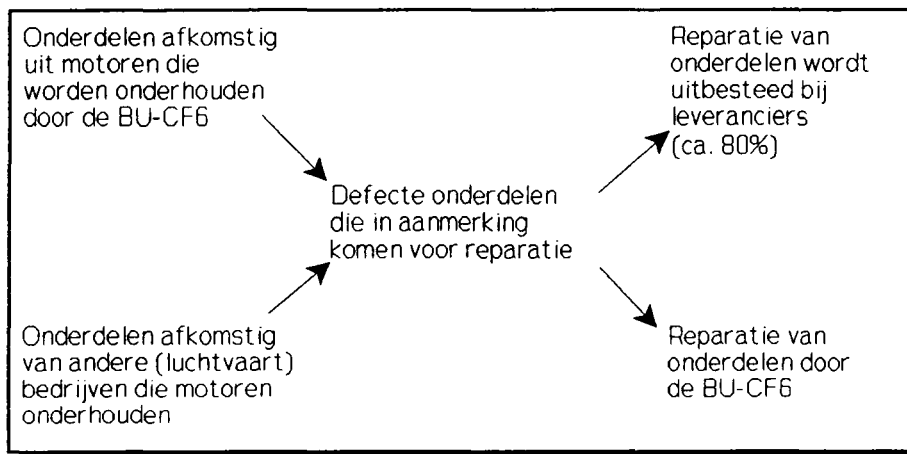 Onderdelen afkomstig
uit motoren die
worden onderhouden
door de BU-CF6
Reparatie van
onderdelen wordt
uitbesteed bij
leveranciers
(ca. 80%)
Defecte onderdelen
die in aanmerking
komen voor reparatie
Onderdelen afkomstig
van andere (luchtvaart)
bedrijven die motoren
onderhouden
Reparatie van
onderdelen door
de BU-CF6